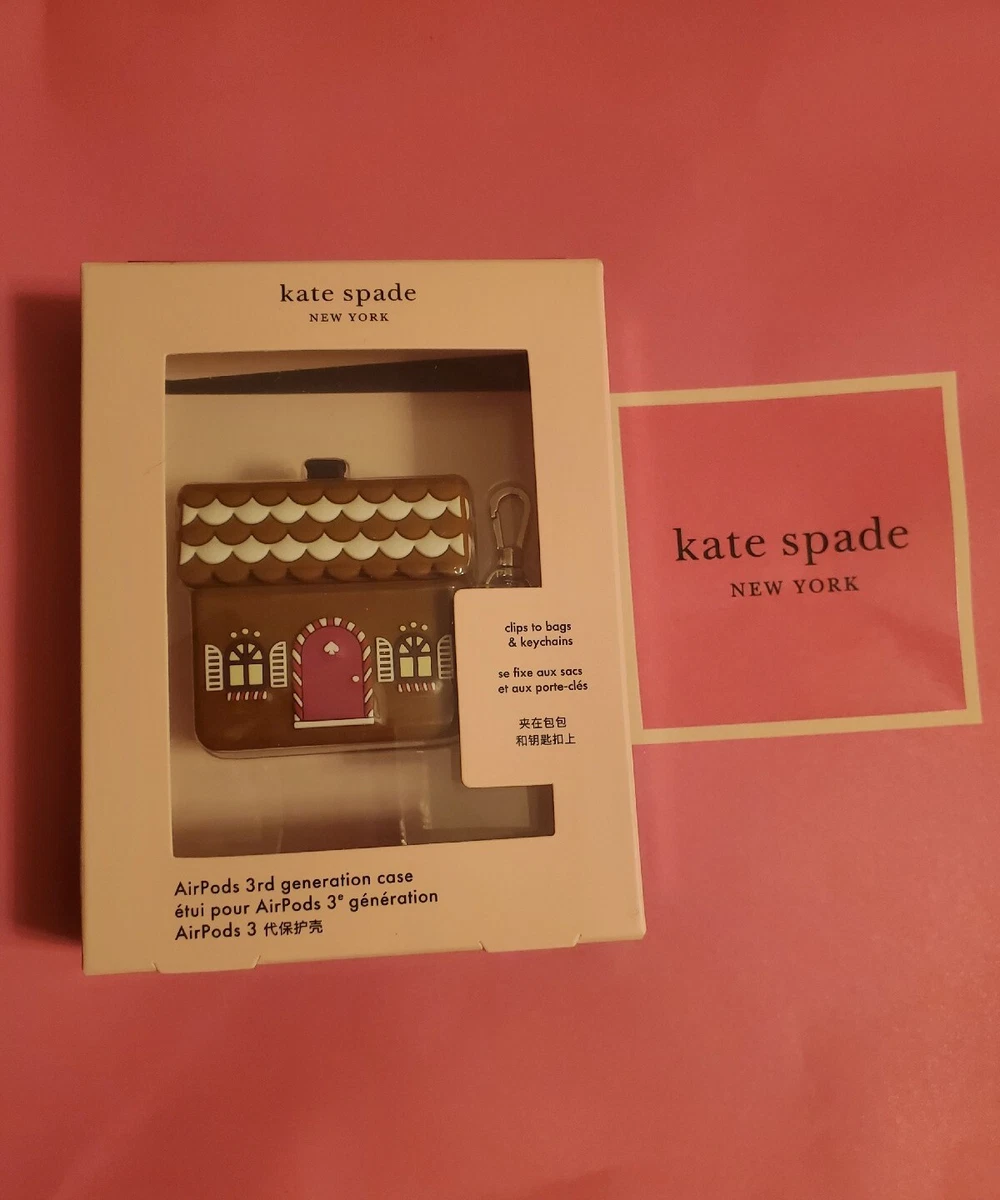 kate spade
NEW YORK
clips to bags
& keychains
se fixe aux sacs
et aux porte-clés
夹在包包
和钥匙扣上
AirPods 3rd generation case
étui pour AirPods 3ᵉ génération
AirPods 3 代保护壳
kate spade
NEW YORK